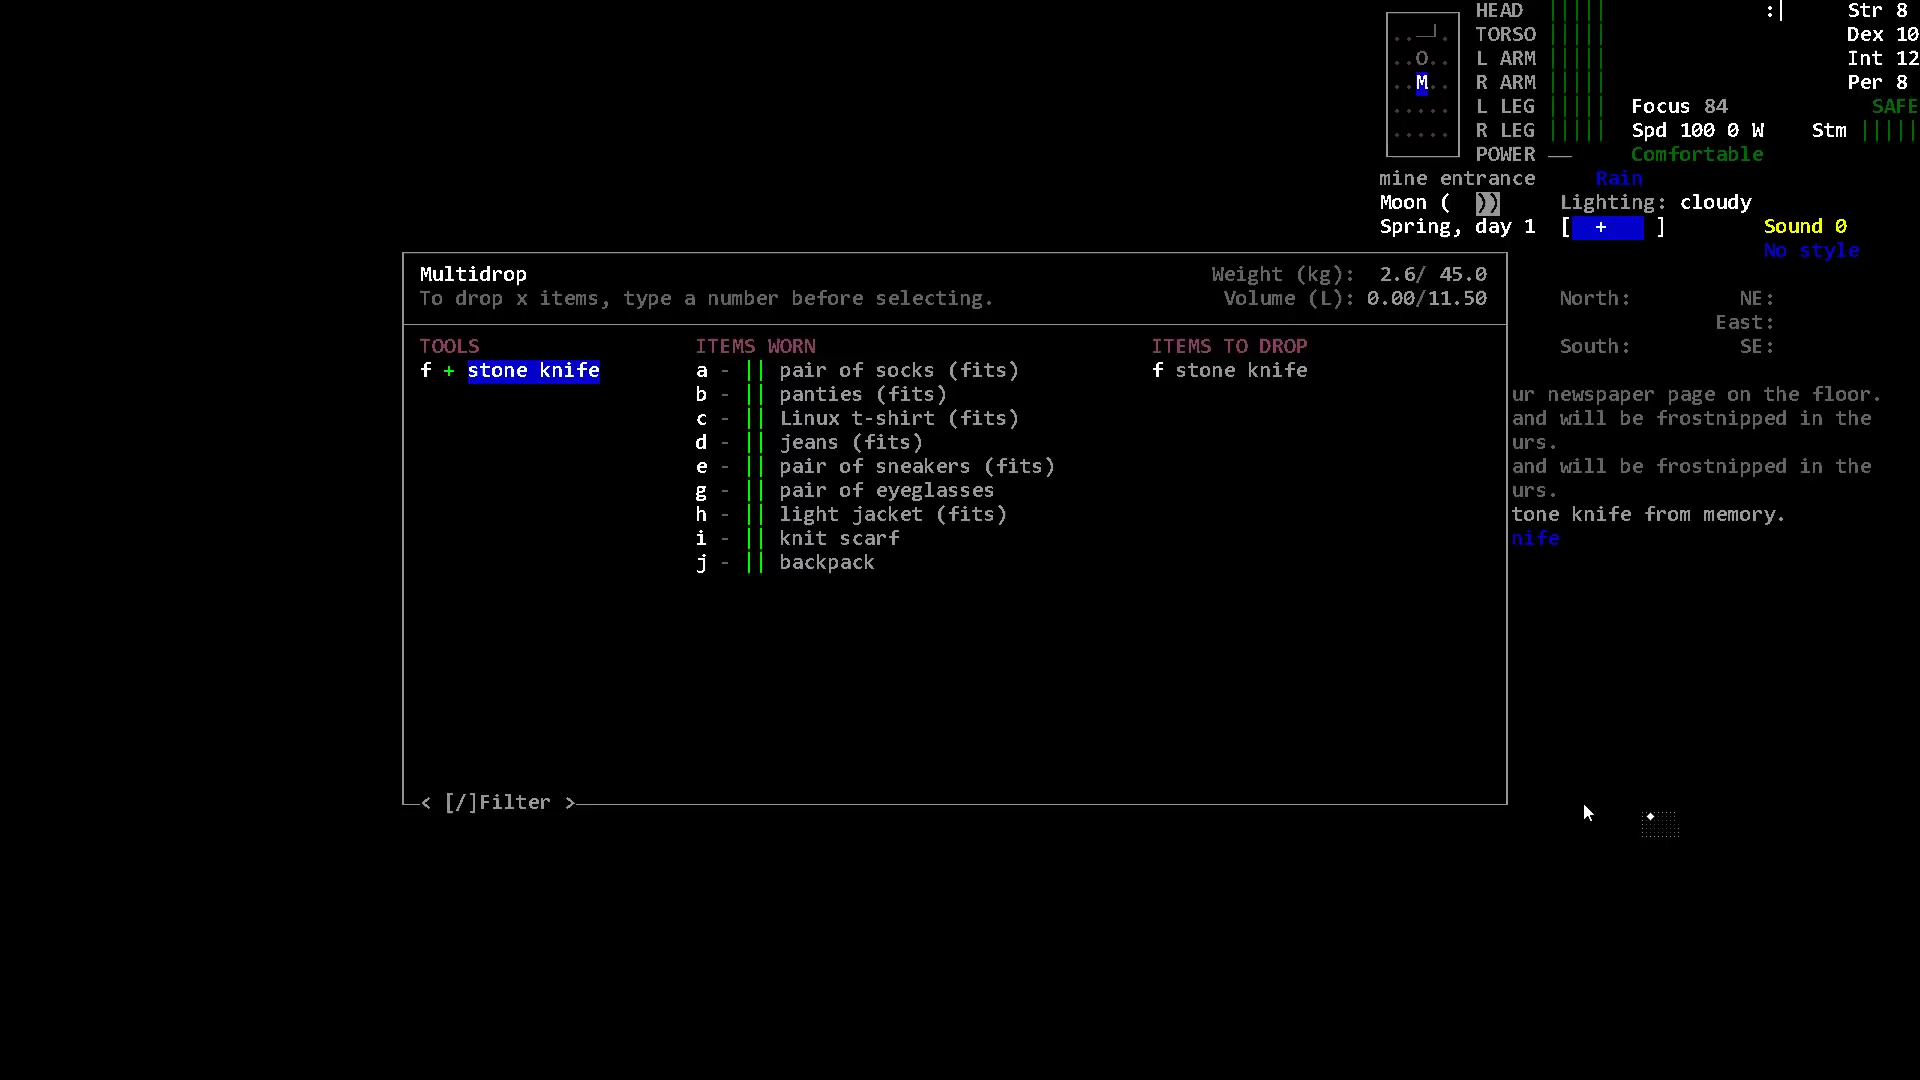 HEAD ||||| :| Str 8
.._|. TORSO ||||| Dex 10
..O.. L ARM ||||| Int 12
..M.. R ARM ||||| Per 8
..... L LEG ||||| Focus 84 SAFE
..... R LEG ||||| Spd 100 0 W Stm |||||
POWER — Comfortable
mine entrance Rain
Moon ( )) Lighting: cloudy
Spring, day 1 [ + ] Sound 0
No style
Multidrop Weight (kg): 2.6/ 45.0
To drop x items, type a number before selecting. Volume (L): 0.00/11.50
North: NE:
East:
South: SE:
TOOLS ITEMS WORN ITEMS TO DROP
f + stone knife a - || pair of socks (fits) f stone knife
b - || panties (fits)
c - || Linux t-shirt (fits)
d - || jeans (fits)
e - || pair of sneakers (fits)
g - || pair of eyeglasses
h - || light jacket (fits)
i - || knit scarf
j - || backpack
ur newspaper page on the floor.
and will be frostnipped in the
urs.
and will be frostnipped in the
urs.
tone knife from memory.
nife
< [/]Filter >